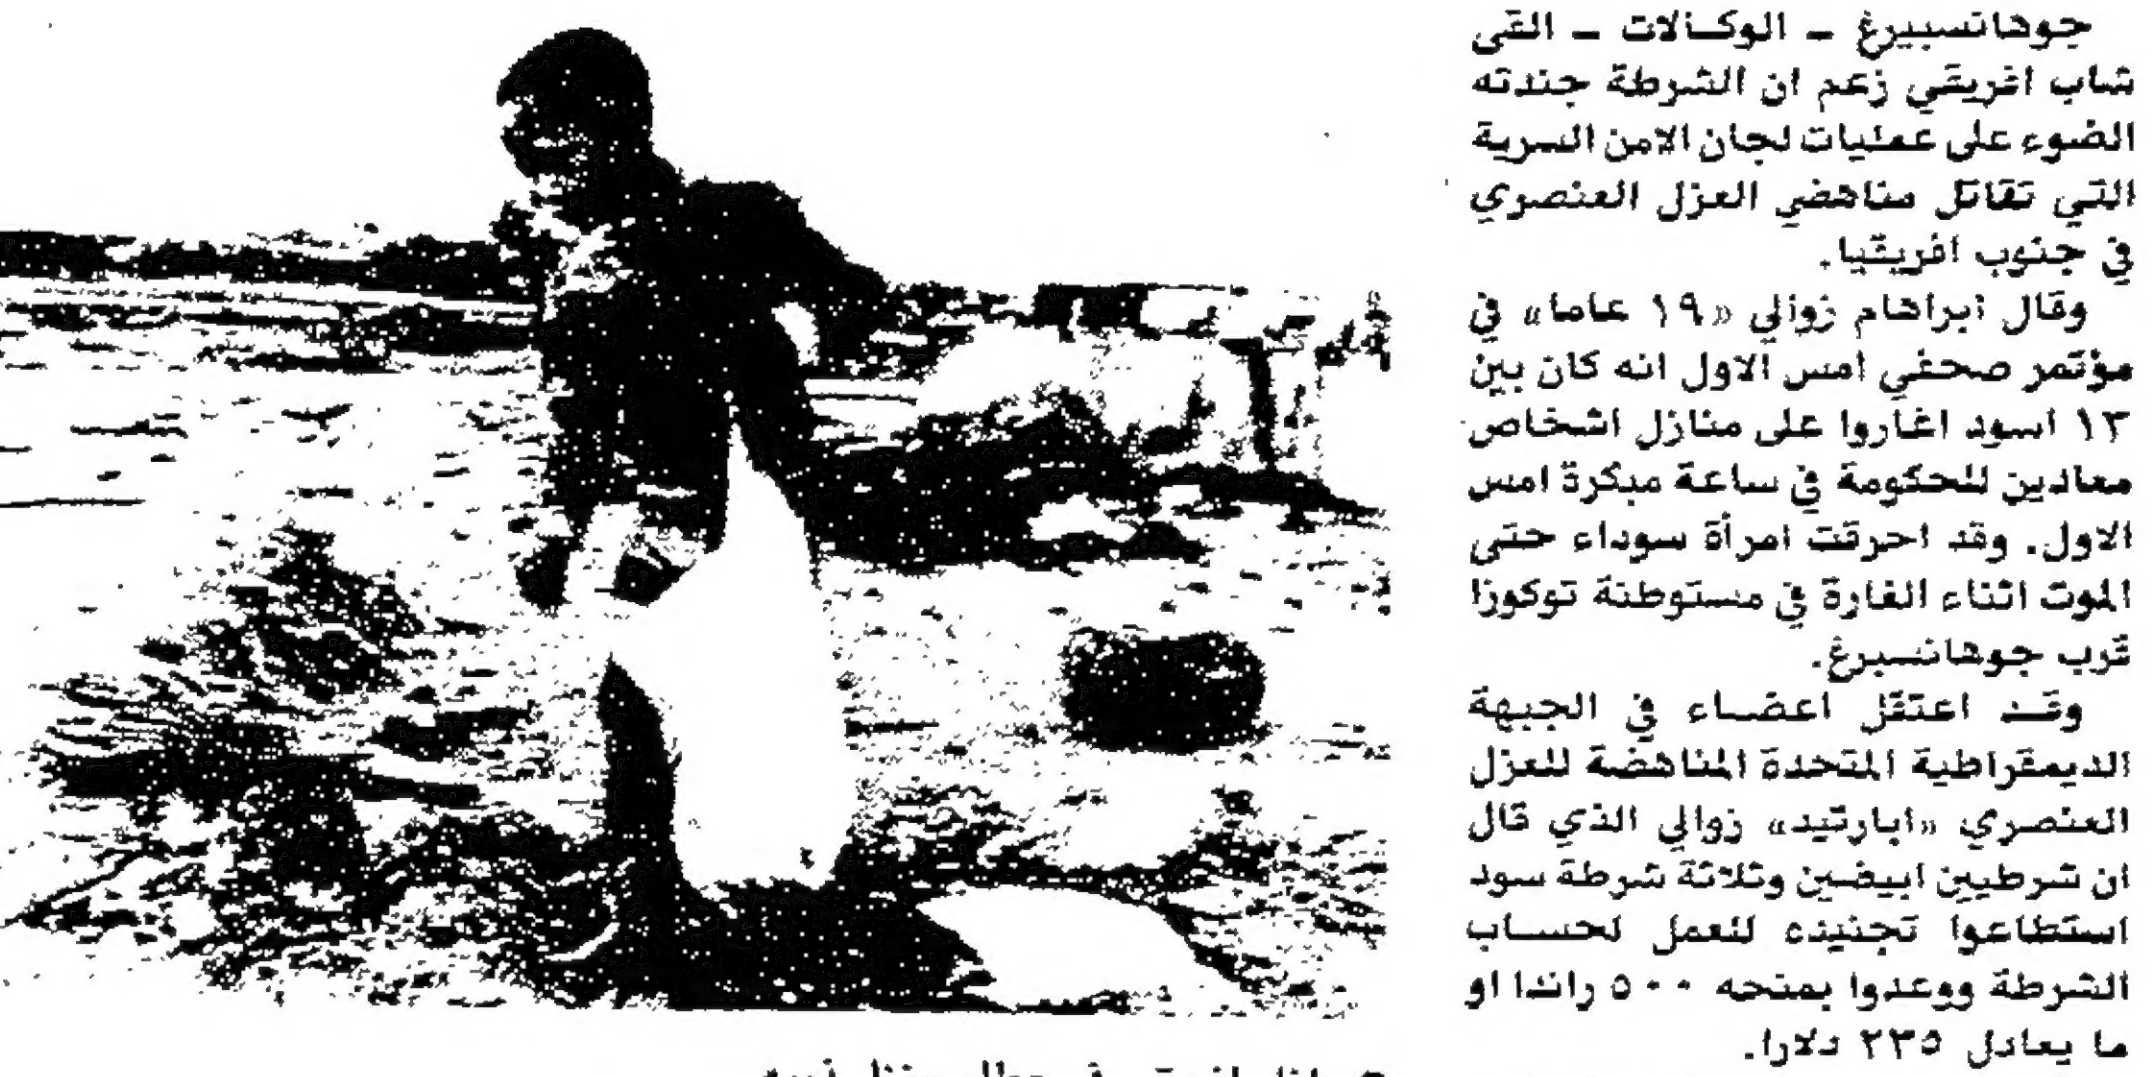 جوهانسبيرغ - الوكالات - القى
شاب افريقي زعم ان الشرطة جندته
الضوء على عمليات لجان الامن السرية
التي تقاتل مناهضي العزل العنصري
في جنوب افريقيا.
وقال ابراهام زوالي «١٩ عاما» في
مؤتمر صحفي امس الاول انه كان بين
١٣ اسود اغاروا على منازل اشخاص
معادين للحكومة في ساعة مبكرة امس
الاول. وقد احرقت امرأة سوداء حتى
الموت اثناء الغارة في مستوطنة توكوزا
قرب جوهانسبرغ.
وقد اعتقل اعضاء في الجبهة
الديمقراطية المتحدة المناهضة للعزل
العنصري «ابارتيد» زوالي الذي قال
ان شرطيين ابيضين وثلاثة شرطة سود
استطاعوا تجنيده للعمل لحساب
الشرطة ووعدوا بمنحه ٥٠٠ راندا او
ما يعادل ٢٣٥ دلارا.